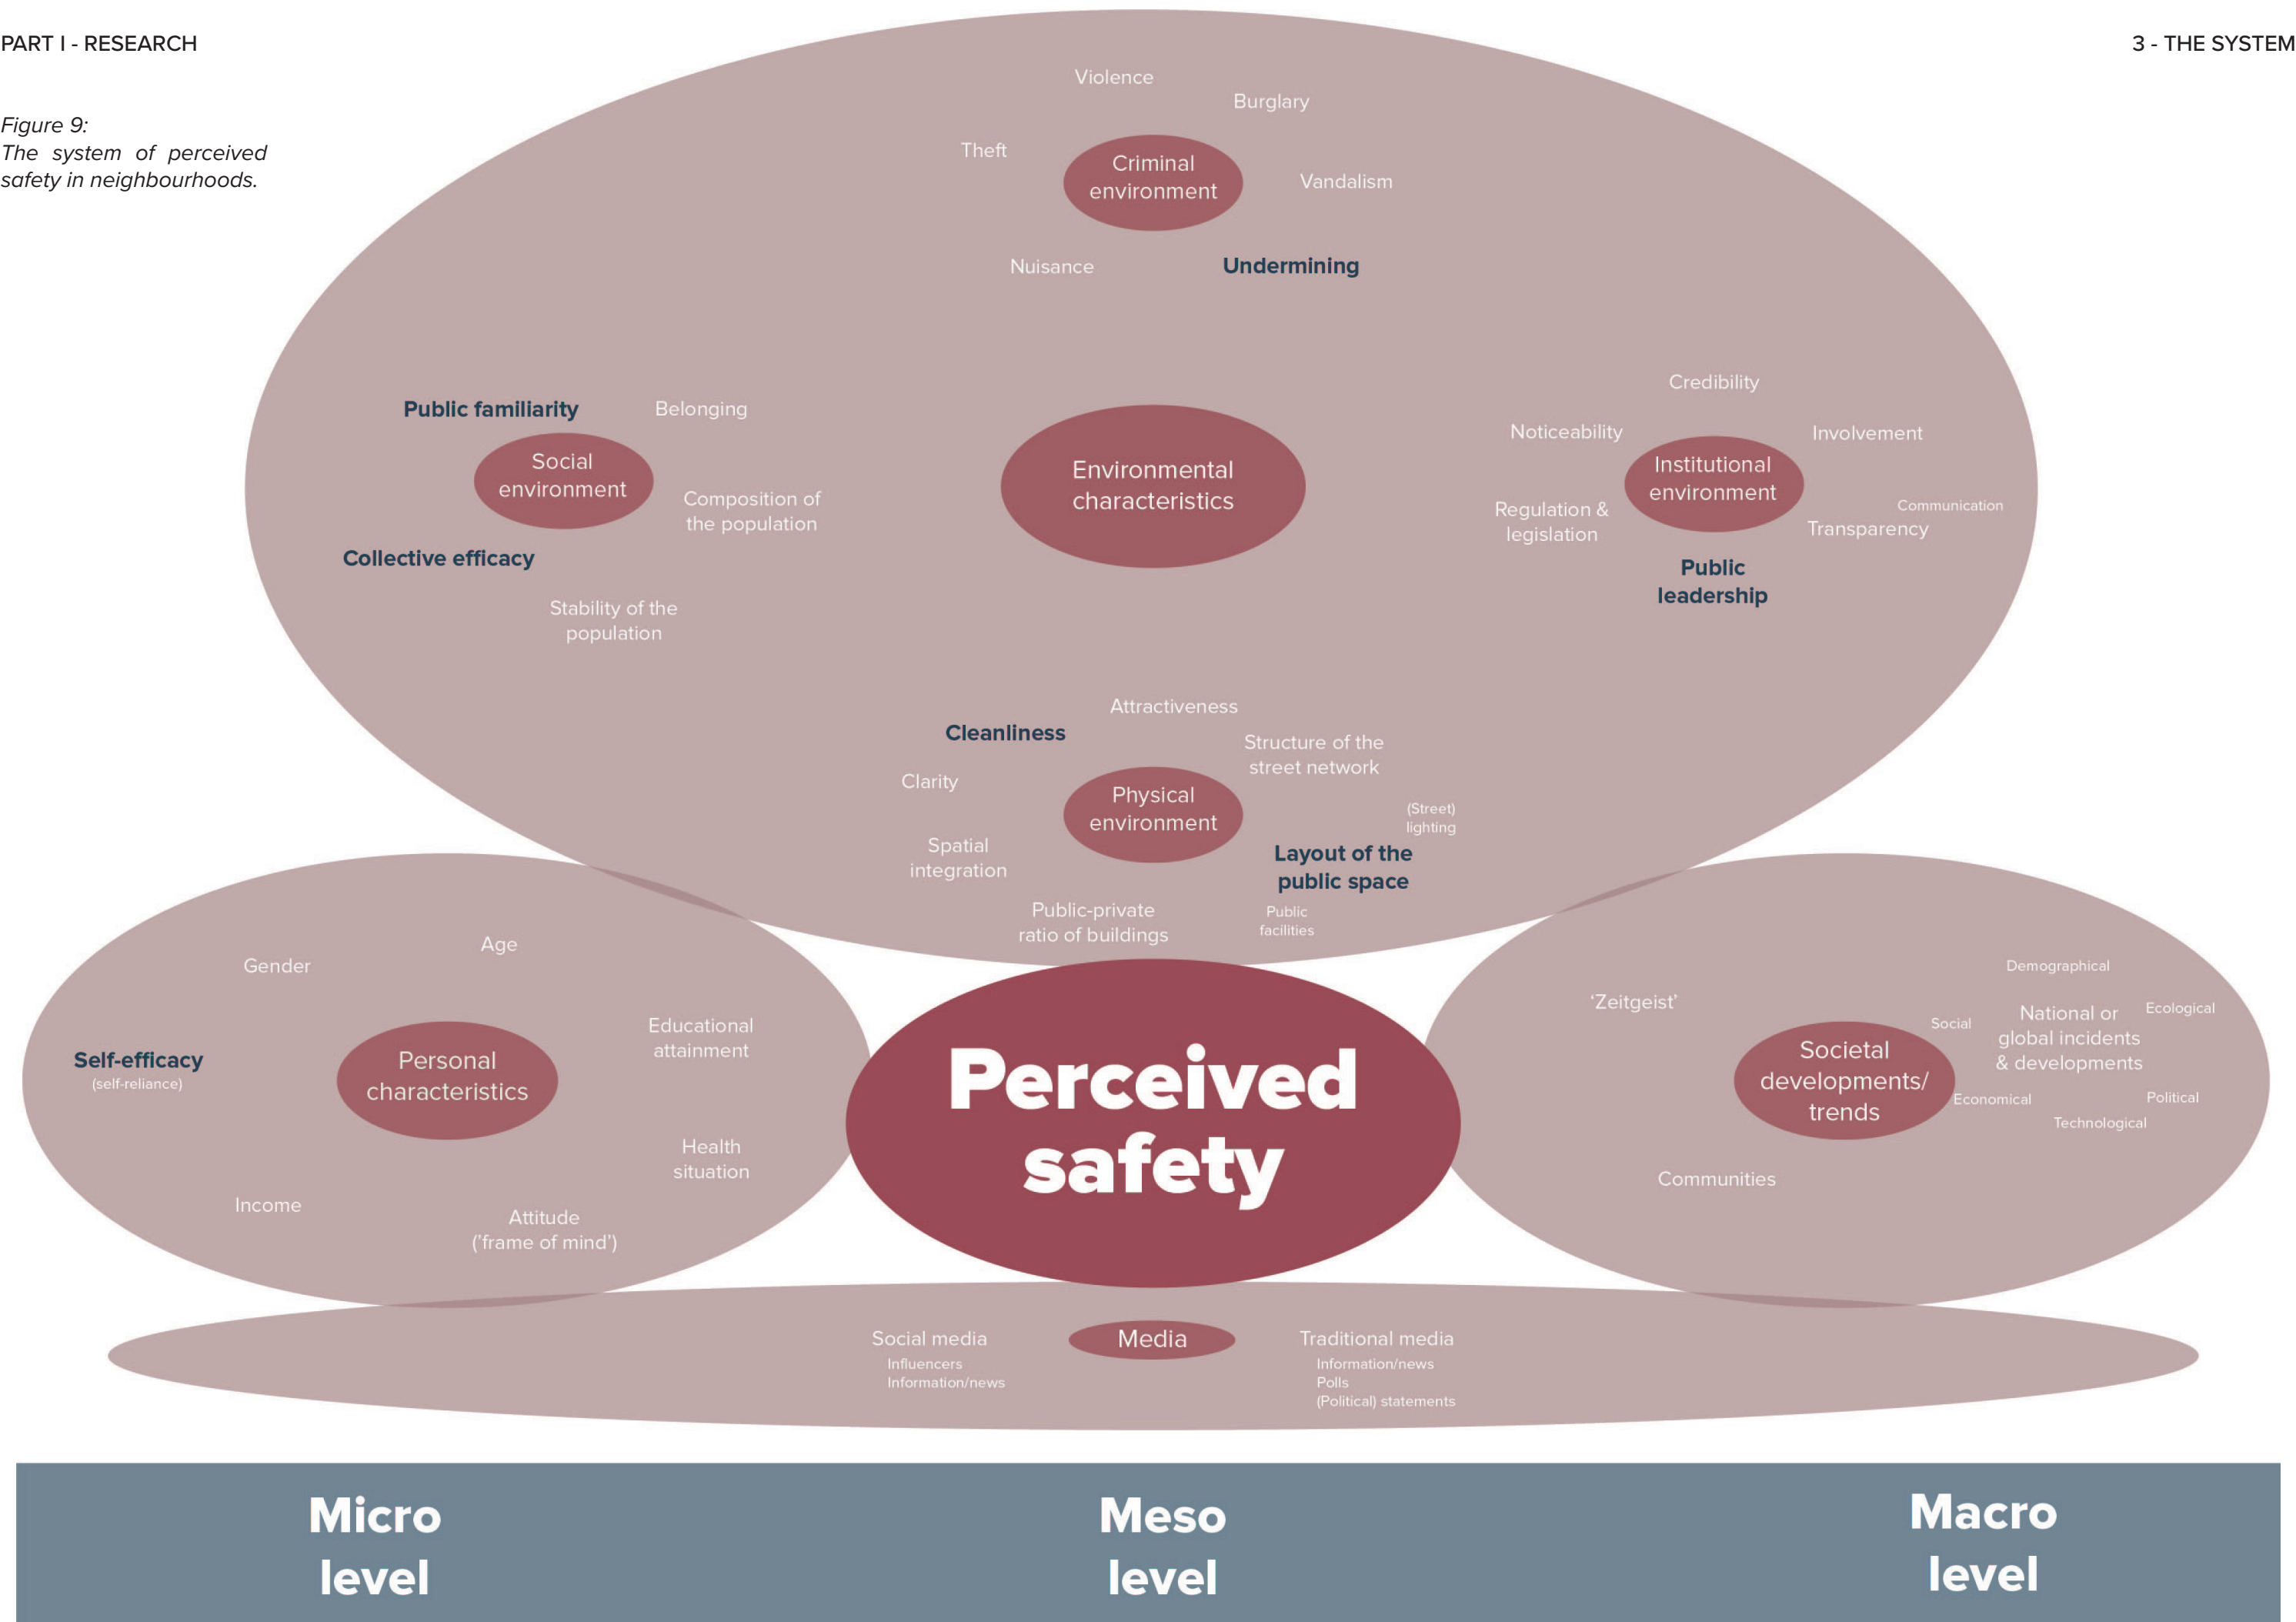 PART I - RESEARCH
3 - THE SYSTEM
Figure 9:
The system of perceived
safety in neighbourhoods.
Violence
Burglary
Theft
Criminal
environment
Vandalism
Nuisance
Undermining
Public familiarity
Belonging
Social
environment
Composition of
the population
Collective efficacy
Stability of the
population
Environmental
characteristics
Credibility
Noticeability
Involvement
Institutional
environment
Regulation &
legislation
Communication
Transparency
Public
leadership
Attractiveness
Cleanliness
Structure of the
street network
Clarity
Physical
environment
(Street)
lighting
Spatial
integration
Layout of the
public space
Public-private
ratio of buildings
Public
facilities
Age
Gender
Educational
attainment
Self-efficacy
(self-reliance)
Personal
characteristics
Health
situation
Income
Attitude
('frame of mind')
Perceived
safety
Demographical
‘Zeitgeist’
National or
global incidents
& developments
Ecological
Social
Societal
developments/
trends
Economical
Political
Technological
Communities
Social media
Influencers
Information/news
Media
Traditional media
Information/news
Polls
(Political) statements
Micro
level
Meso
level
Macro
level